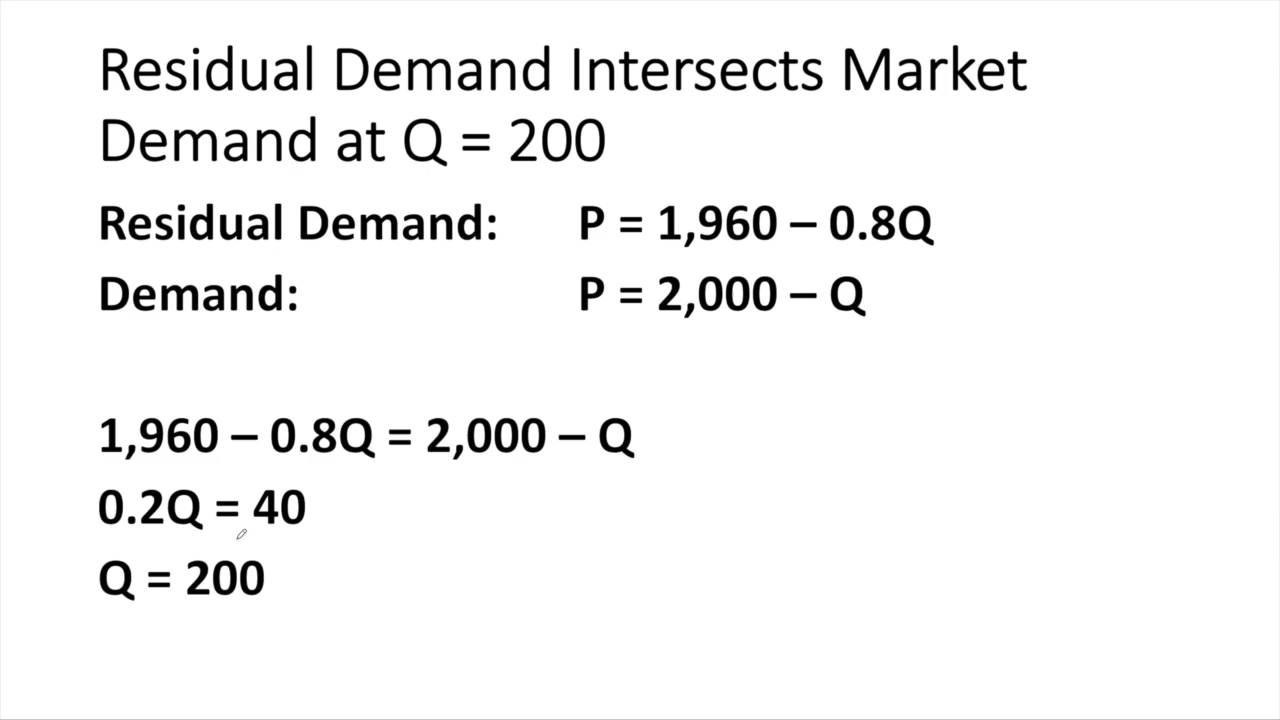 Residual Demand Intersects Market
Demand at Q = 200
Residual Demand: P = 1,960 – 0.8Q
Demand: P = 2,000 – Q
1,960 – 0.8Q = 2,000 – Q
0.2Q = 40
Q = 200